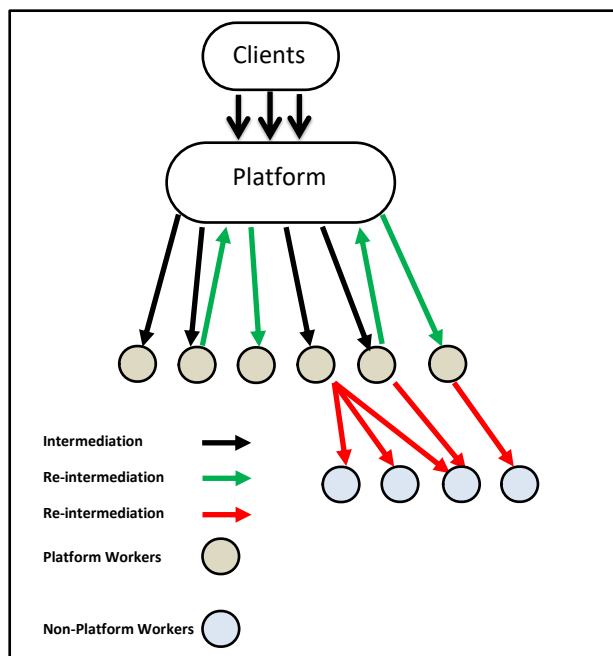 Clients
Platform
Intermediation
Re-intermediation
Re-intermediation
Platform Workers
Non-Platform Workers